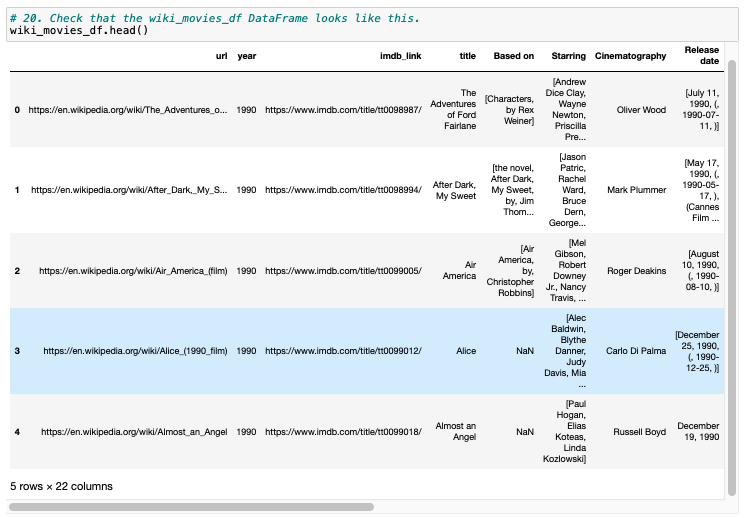 # 20. Check that the wiki_movies_df DataFrame looks like this.
wiki_movies_df.head()
url year imdb_link title Based on Starring Cinematography Release date
0 https://en.wikipedia.org/wiki/The_Adventures_o... 1990 https://www.imdb.com/title/tt0098987/ The Adventures of Ford Fairlane [Characters, by Rex Weiner] [Andrew Dice Clay, Wayne Newton, Priscilla Pre... Oliver Wood [July 11, 1990, (, 1990-07-11, )]
1 https://en.wikipedia.org/wiki/After_Dark,_My_S... 1990 https://www.imdb.com/title/tt0098994/ After Dark, My Sweet [the novel, After Dark, My Sweet, by, Jim Thom... [Jason Patric, Rachel Ward, Bruce Dern, George... Mark Plummer [May 17, 1990, (, 1990-05-17, ), (Cannes Film ...
2 https://en.wikipedia.org/wiki/Air_America_(film) 1990 https://www.imdb.com/title/tt0099005/ Air America [Air America, by, Christopher Robbins] [Mel Gibson, Robert Downey Jr., Nancy Travis, ... Roger Deakins [August 10, 1990, (, 1990-08-10, )]
3 https://en.wikipedia.org/wiki/Alice_(1990_film) 1990 https://www.imdb.com/title/tt0099012/ Alice NaN [Alec Baldwin, Blythe Danner, Judy Davis, Mia ... Carlo Di Palma [December 25, 1990, (, 1990-12-25, )]
4 https://en.wikipedia.org/wiki/Almost_an_Angel 1990 https://www.imdb.com/title/tt0099018/ Almost an Angel NaN [Paul Hogan, Elias Koteas, Linda Kozlowski] Russell Boyd December 19, 1990
5 rows × 22 columns